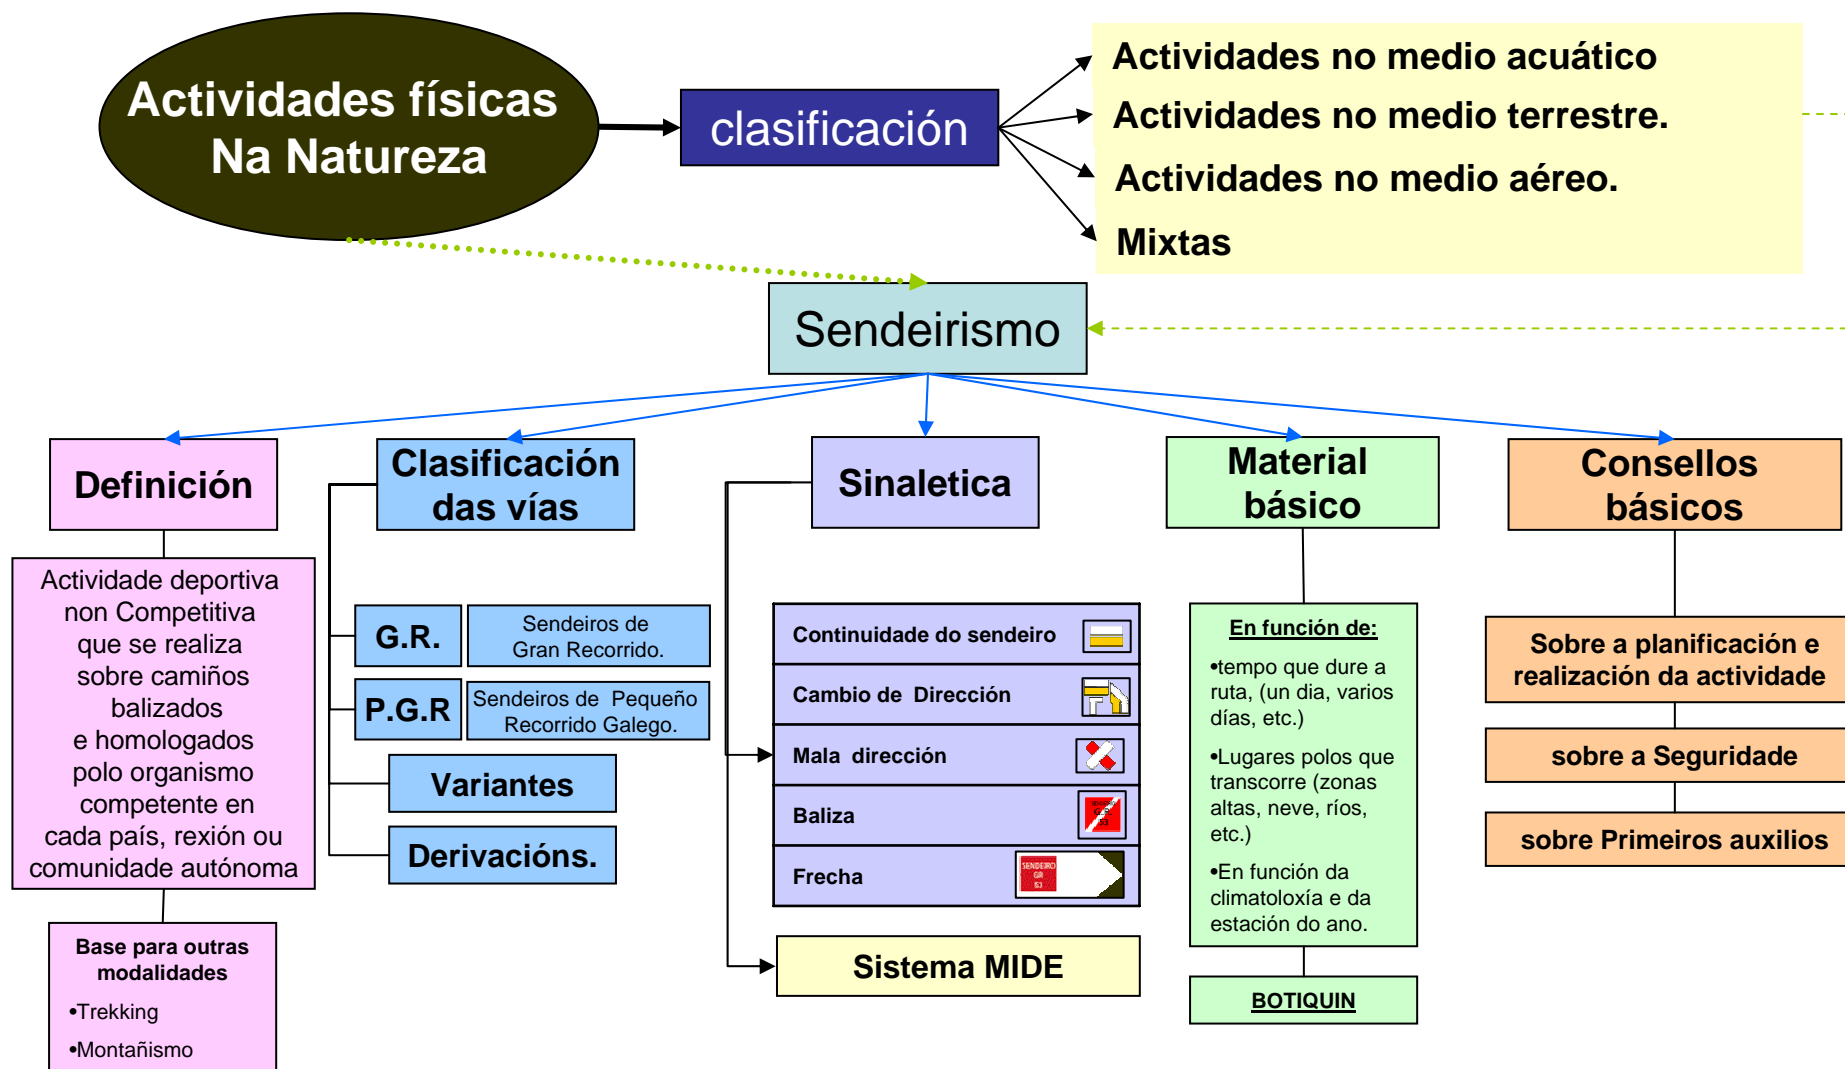 Actividades físicas
Na Natureza
clasificación
Actividades no medio acuático
Actividades no medio terrestre.
Actividades no medio aéreo.
Mixtas
Sendeirismo
Definición
Actividade deportiva
non Competitiva
que se realiza
sobre camiños
balizados
e homologados
polo organismo
competente en
cada país, rexión ou
comunidade autónoma
Base para outras
modalidades
•Trekking
•Montañismo
Clasificación
das vías
G.R.
Sendeiros de
Gran Recorrido.
P.G.R
Sendeiros de Pequeño
Recorrido Galego.
Variantes
Derivacións.
Sinaletica
Continuidade do sendeiro
Cambio de Dirección
Mala dirección
Baliza
Frecha
SENDEIRO
GR
53
Sistema MIDE
Material
básico
En función de:
•tempo que dure a
ruta, (un dia, varios
días, etc.)
•Lugares polos que
transcorre (zonas
altas, neve, ríos,
etc.)
•En función da
climatoloxía e da
estación do ano.
BOTIQUIN
Consellos
básicos
Sobre a planificación e
realización da actividade
sobre a Seguridade
sobre Primeiros auxilios